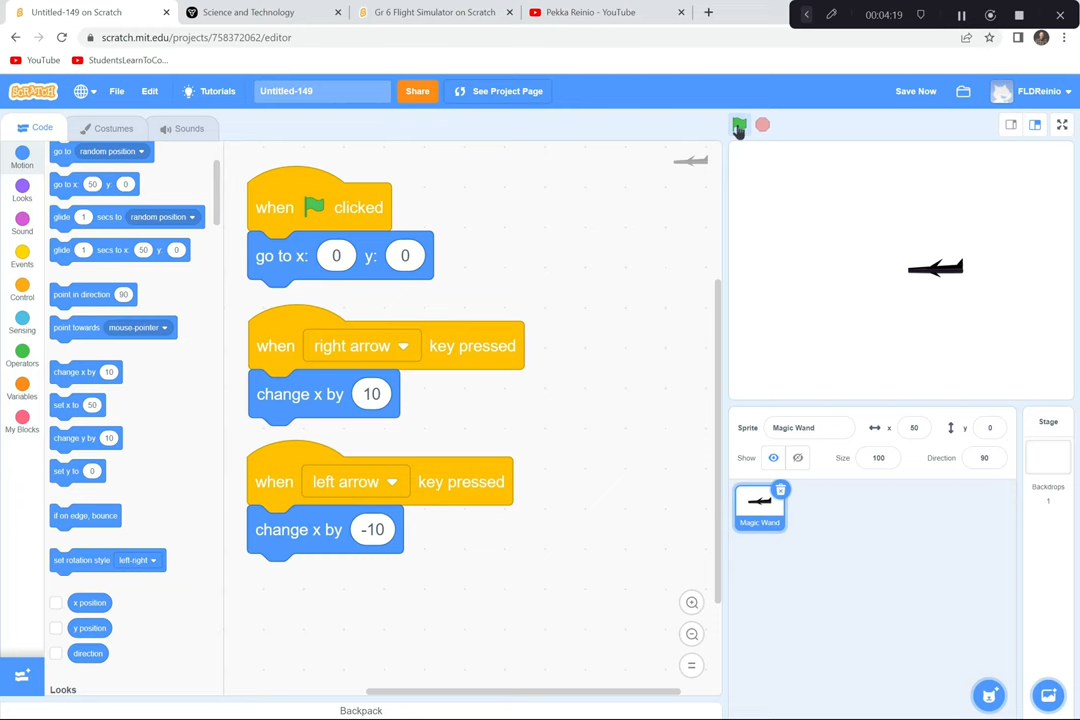 Untitled-149 on Scratch
Science and Technology
Gr 6 Flight Simulator on Scratch
Pekka Reinio - YouTube
00:04:19
scratch.mit.edu/projects/758372062/editor
YouTube
StudentsLearnToCo...
SCRATCH
File
Edit
Tutorials
Untitled-149
Share
See Project Page
Save Now
FLDReinio
Code
Costumes
Sounds
Motion
Looks
Sound
Events
Control
Sensing
Operators
Variables
My Blocks
go to random position
go to x: 50 y: 0
glide 1 secs to random position
glide 1 secs to x: 50 y: 0
point in direction 90
point towards mouse-pointer
change x by 10
set x to 50
change y by 10
set y to 0
if on edge, bounce
set rotation style left-right
x position
y position
direction
Looks
when clicked
go to x: 0 y: 0
when right arrow key pressed
change x by 10
when left arrow key pressed
change x by -10
Backpack
Sprite Magic Wand x 50 y 0
Show Size 100 Direction 90
Magic Wand
Stage
Backdrops
1